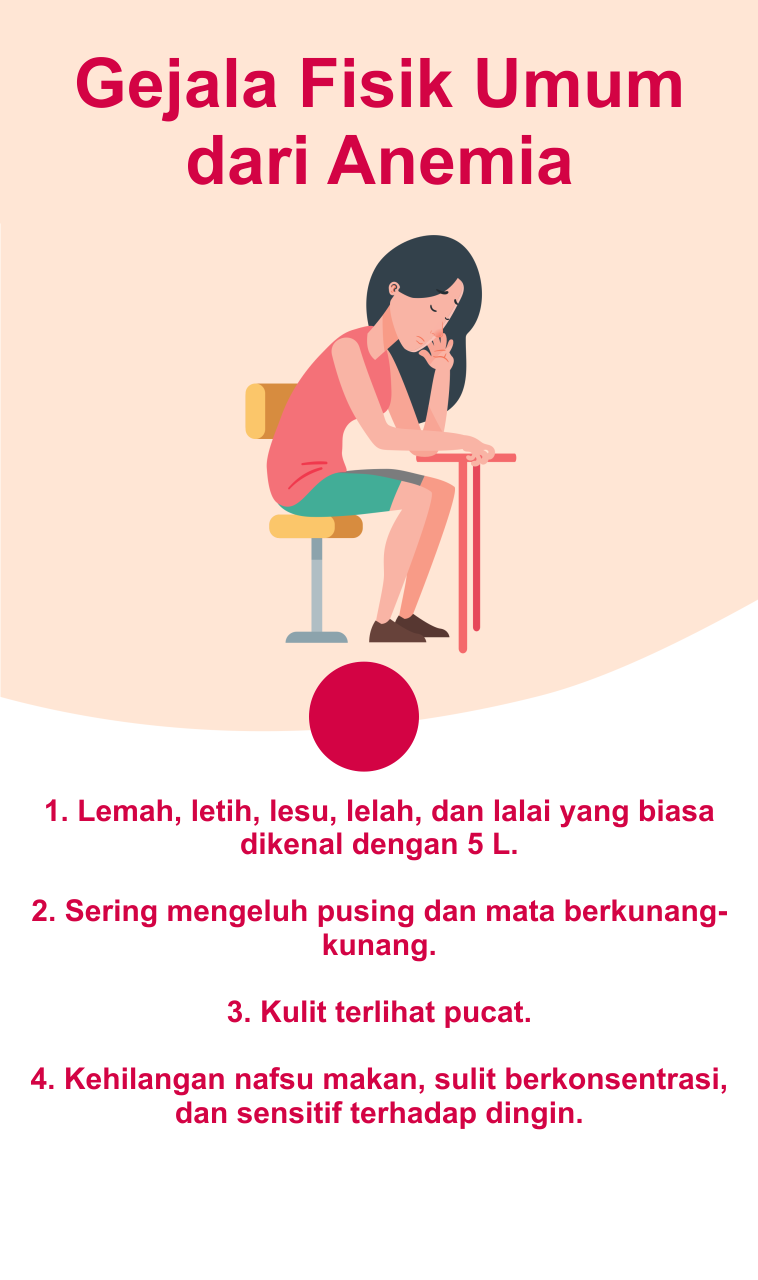 Gejala Fisik Umum
dari Anemia
1. Lemah, letih, lesu, lelah, dan lalai yang biasa
dikenal dengan 5 L.
2. Sering mengeluh pusing dan mata berkunang-
kunang.
3. Kulit terlihat pucat.
4. Kehilangan nafsu makan, sulit berkonsentrasi,
dan sensitif terhadap dingin.